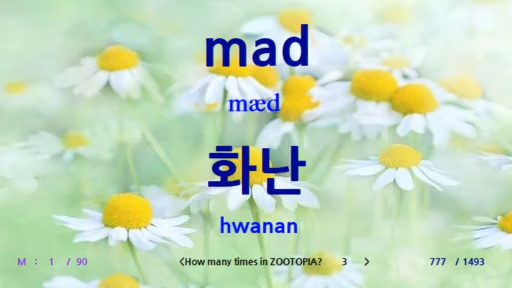 mad
mæd
화난
hwanan
M : 1 / 90 <How many times in ZOOTOPIA? 3 > 777 / 1493